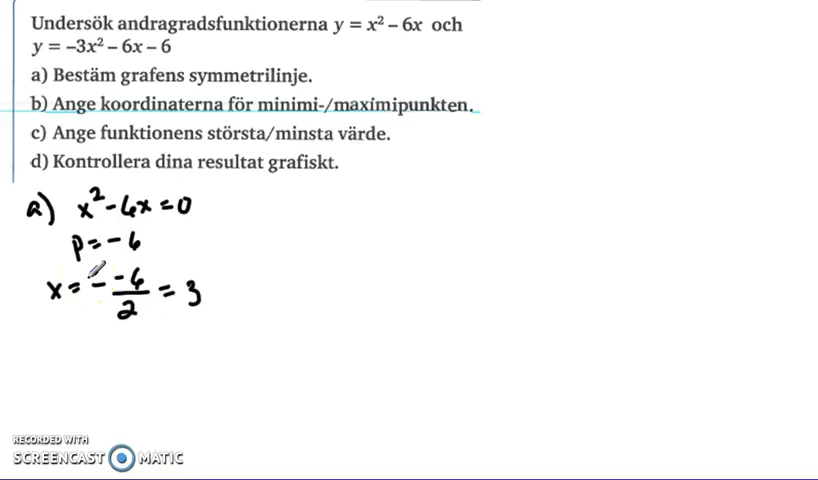 Undersök andragradsfunktionerna y = x² – 6x och
y = –3x² – 6x – 6
a) Bestäm grafens symmetrilinje.
b) Ange koordinaterna för minimi-/maximipunkten.
c) Ange funktionens största/minsta värde.
d) Kontrollera dina resultat grafiskt.
a) x² - 6x = 0
p = - 6
x = - -6/2 = 3
RECORDED WITH
SCREENCAST MATIC